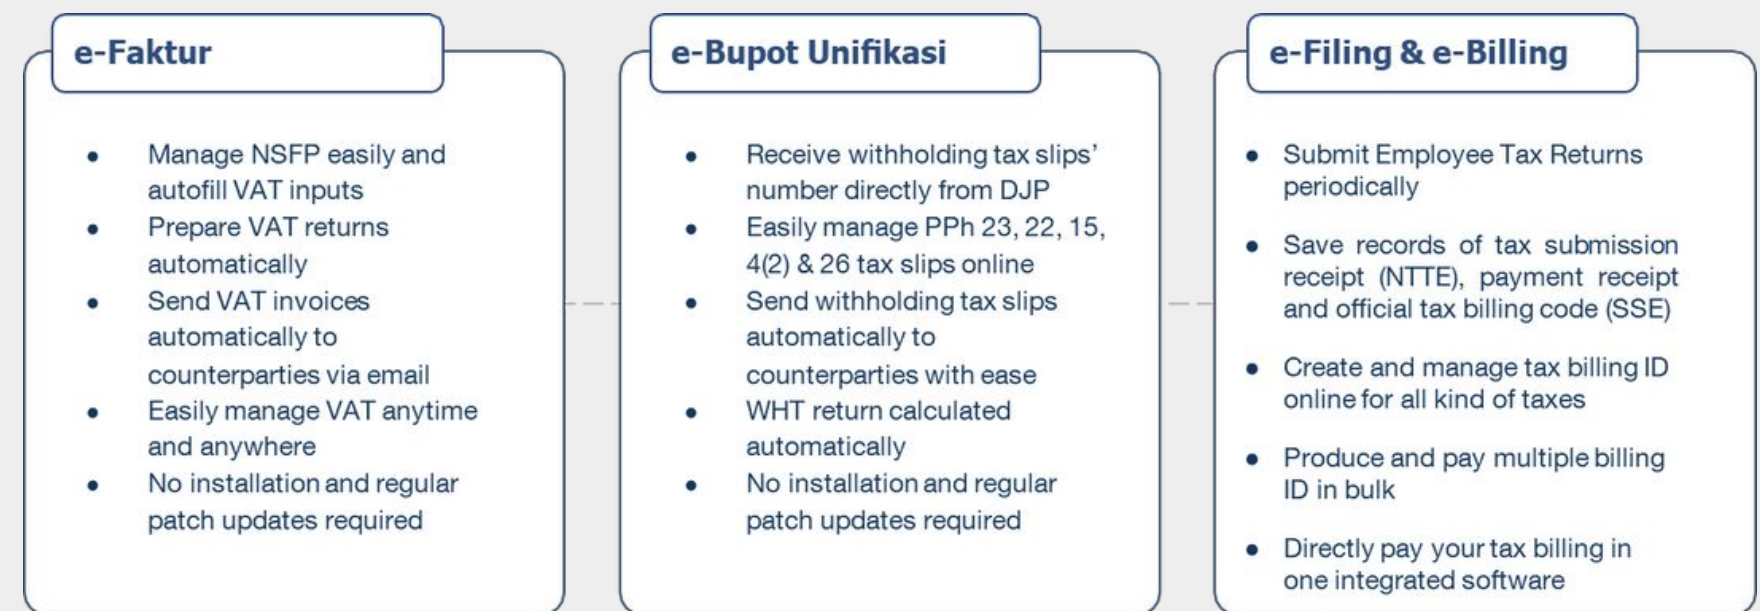 e-Faktur
● Manage NSFP easily and
autofill VAT inputs
● Prepare VAT returns
automatically
● Send VAT invoices
automatically to
counterparties via email
● Easily manage VAT anytime
and anywhere
● No installation and regular
patch updates required
e-Bupot Unifikasi
● Receive withholding tax slips’
number directly from DJP
● Easily manage PPh 23, 22, 15,
4(2) & 26 tax slips online
● Send withholding tax slips
automatically to
counterparties with ease
● WHT return calculated
automatically
● No installation and regular
patch updates required
e-Filing & e-Billing
● Submit Employee Tax Returns
periodically
● Save records of tax submission
receipt (NTTE), payment receipt
and official tax billing code (SSE)
● Create and manage tax billing ID
online for all kind of taxes
● Produce and pay multiple billing
ID in bulk
● Directly pay your tax billing in
one integrated software